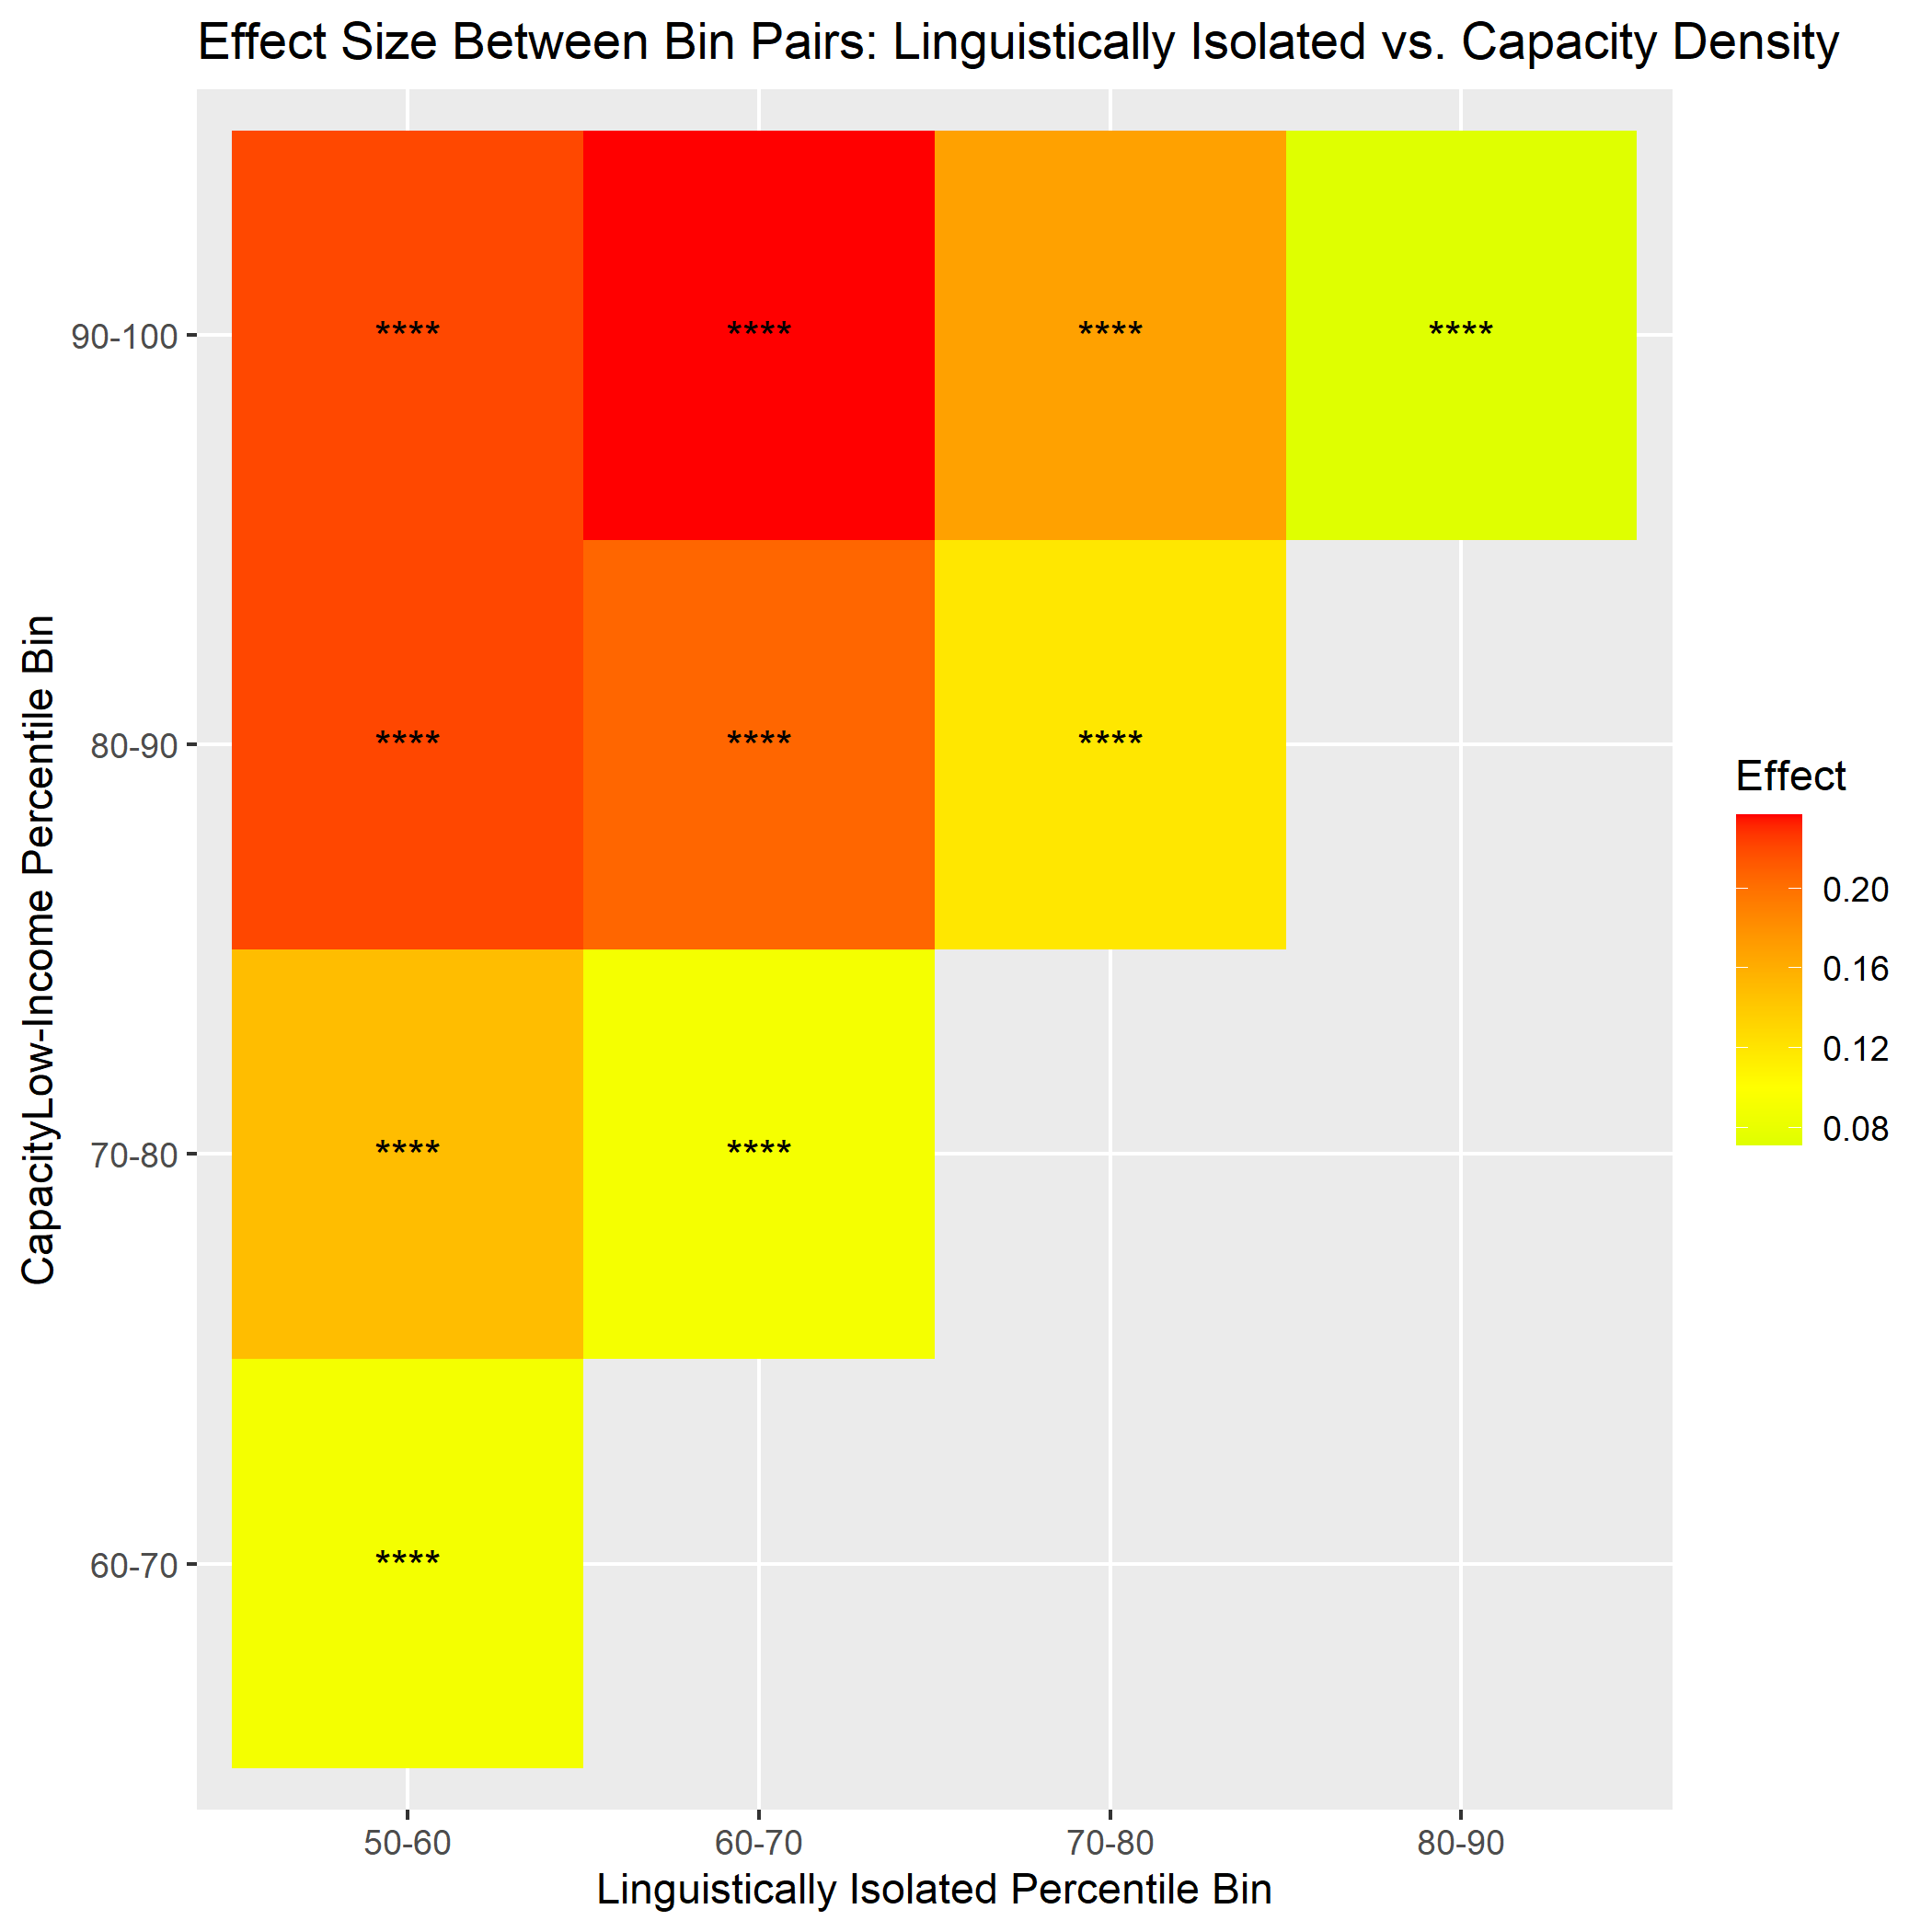 Effect Size Between Bin Pairs: Linguistically Isolated vs. Capacity Density
CapacityLow-Income Percentile Bin
90-100
**** **** **** ****
80-90
**** **** ****
70-80
**** ****
60-70
****
50-60 60-70 70-80 80-90
Linguistically Isolated Percentile Bin
Effect
0.20
0.16
0.12
0.08